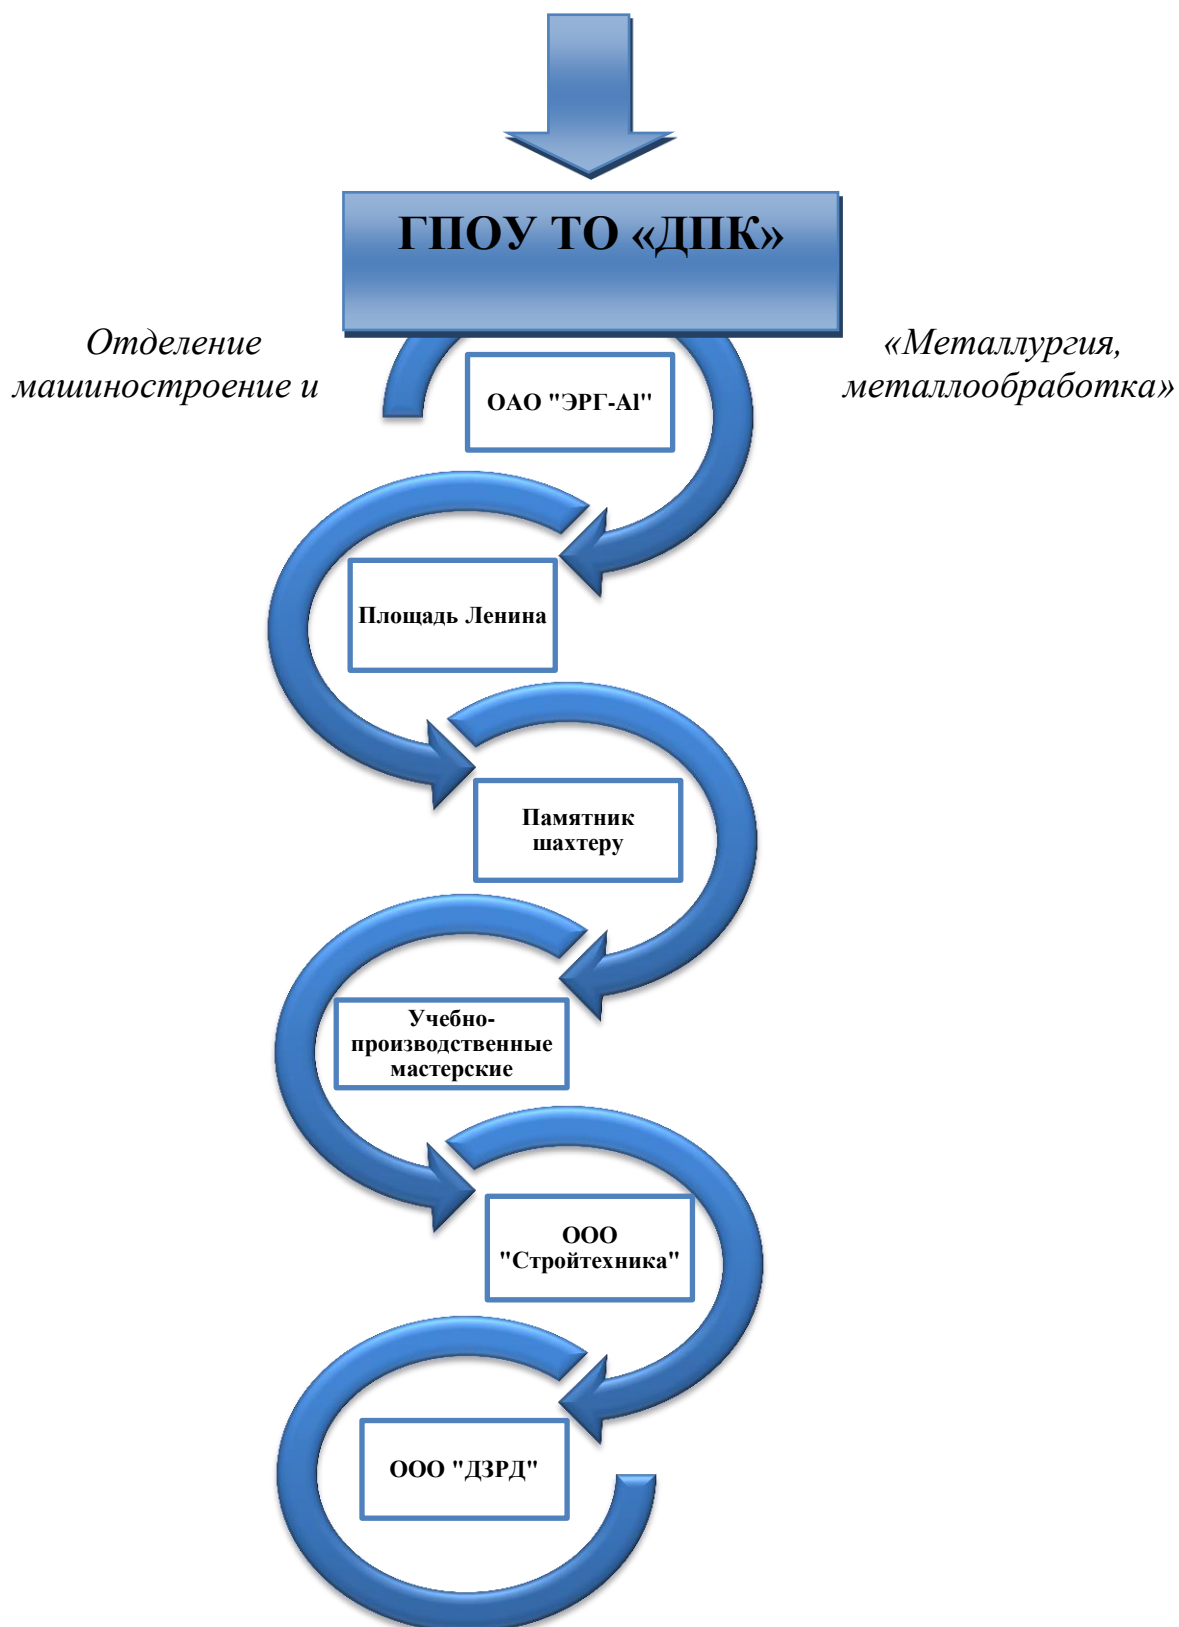 ГПОУ ТО «ДПК»
Отделение «Металлургия,
машиностроение и металлообработка»
ОАО "ЭРГ-Al"
Площадь Ленина
Памятник
шахтеру
Учебно-
производственные
мастерские
ООО
"Стройтехника"
ООО "ДЗРД"